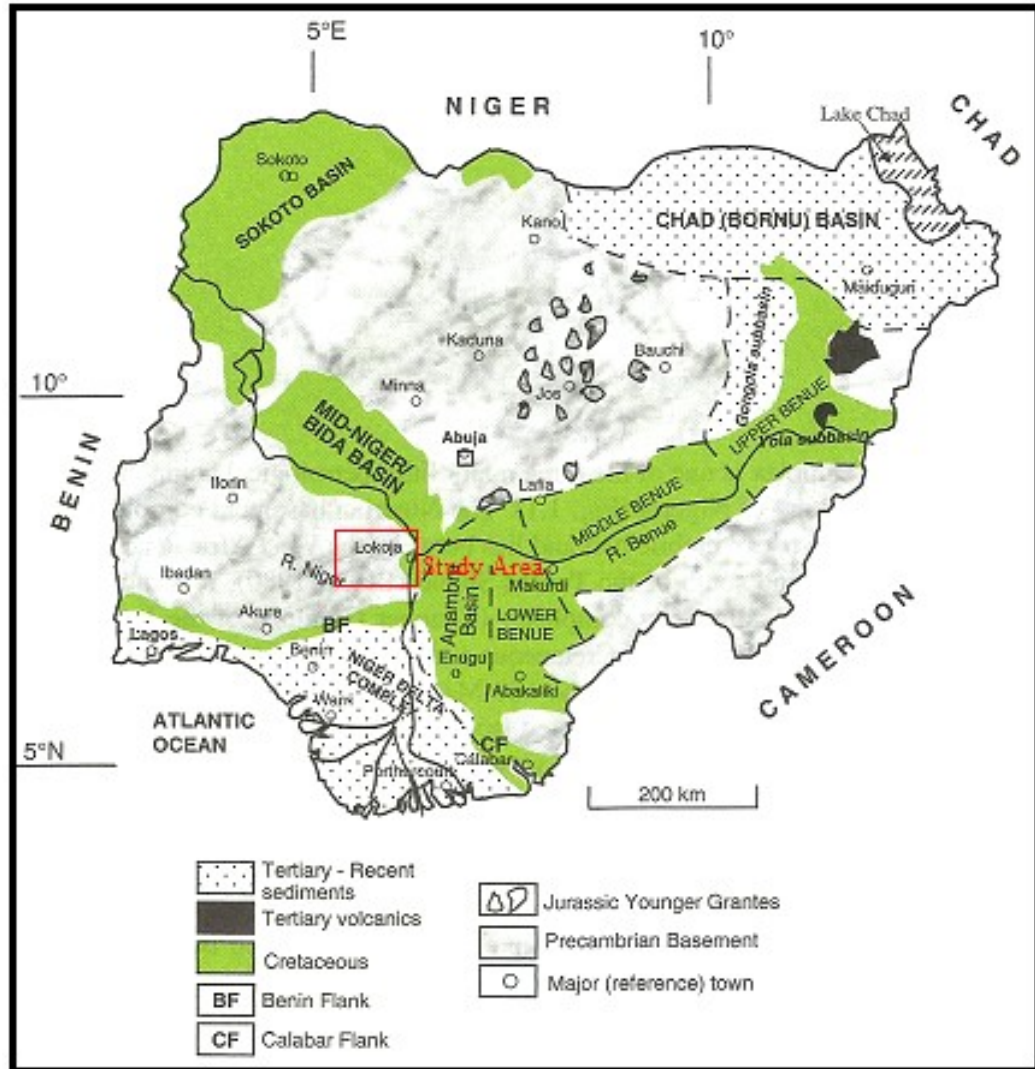 5°E
10°
NIGER
CHAD
Lake Chad
Sokoto
SOKOTO BASIN
Kano
CHAD (BORNU) BASIN
Maiduguri
Kaduna
Bauchi
Gongola subbasin
10°
Minna
Jos
UPPER BENUE
Yola subbasin
MID-NIGER/
BIDA BASIN
Abuja
BENIN
Ilorin
Lafia
MIDDLE BENUE
R. Benue
Lokoja
Study Area
R. Niger
Makurdi
Ibadan
Anambra
Basin
LOWER
BENUE
Akure
BF
Lagos
Benin
Enugu
NIGER DELTA
COMPLEX
Abakaliki
Warri
CAMEROON
ATLANTIC
OCEAN
CF
Calabar
5°N
Porthercourt
200 km
Tertiary - Recent
sediments
Tertiary volcanics
Cretaceous
BF Benin Flank
CF Calabar Flank
Jurassic Younger Grantes
Precambrian Basement
Major (reference) town